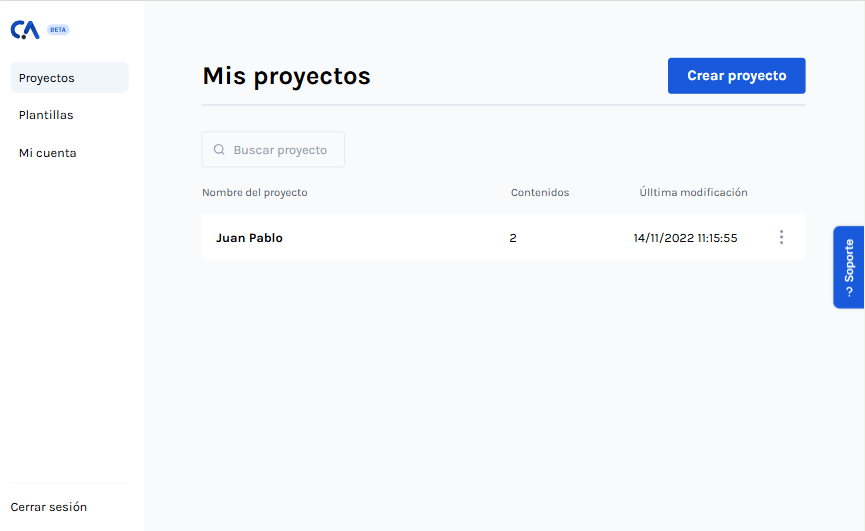 CA BETA
Proyectos
Plantillas
Mi cuenta
Cerrar sesión
Mis proyectos
Crear proyecto
Buscar proyecto
Nombre del proyecto Contenidos Úlltima modificación
Juan Pablo 2 14/11/2022 11:15:55
Soporte